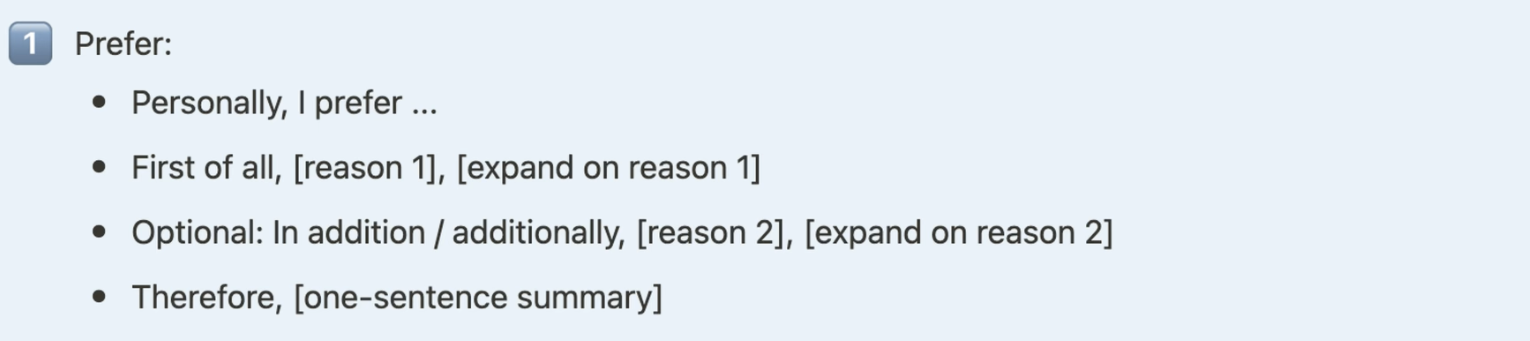 1 Prefer:
• Personally, I prefer ...
• First of all, [reason 1], [expand on reason 1]
• Optional: In addition / additionally, [reason 2], [expand on reason 2]
• Therefore, [one-sentence summary]